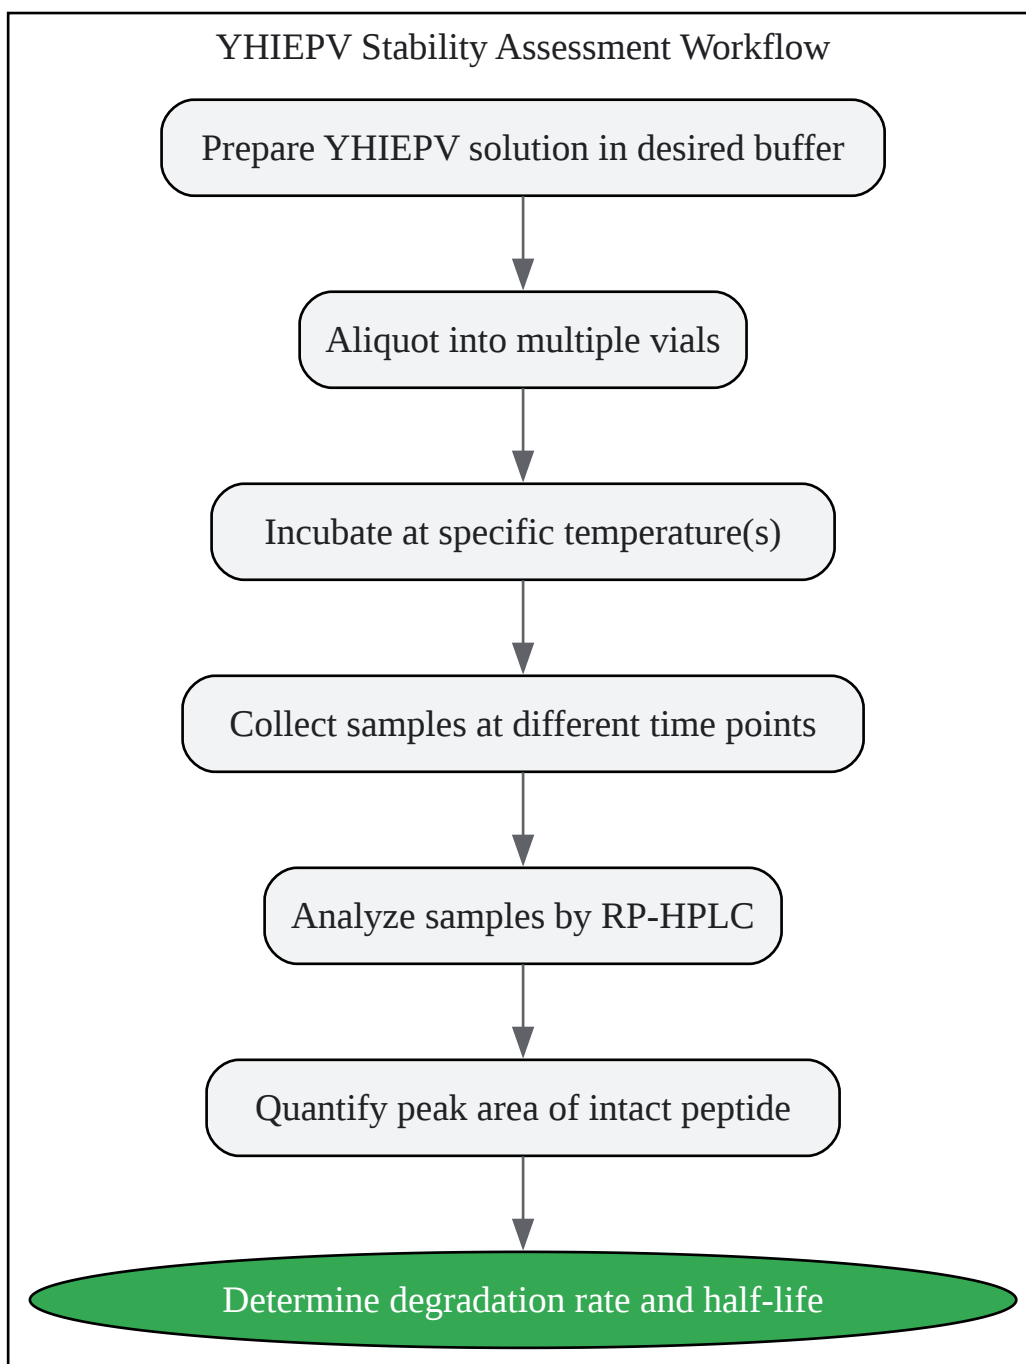 YHIEPV Stability Assessment Workflow
Prepare YHIEPV solution in desired buffer
Aliquot into multiple vials
Incubate at specific temperature(s)
Collect samples at different time points
Analyze samples by RP-HPLC
Quantify peak area of intact peptide
Determine degradation rate and half-life